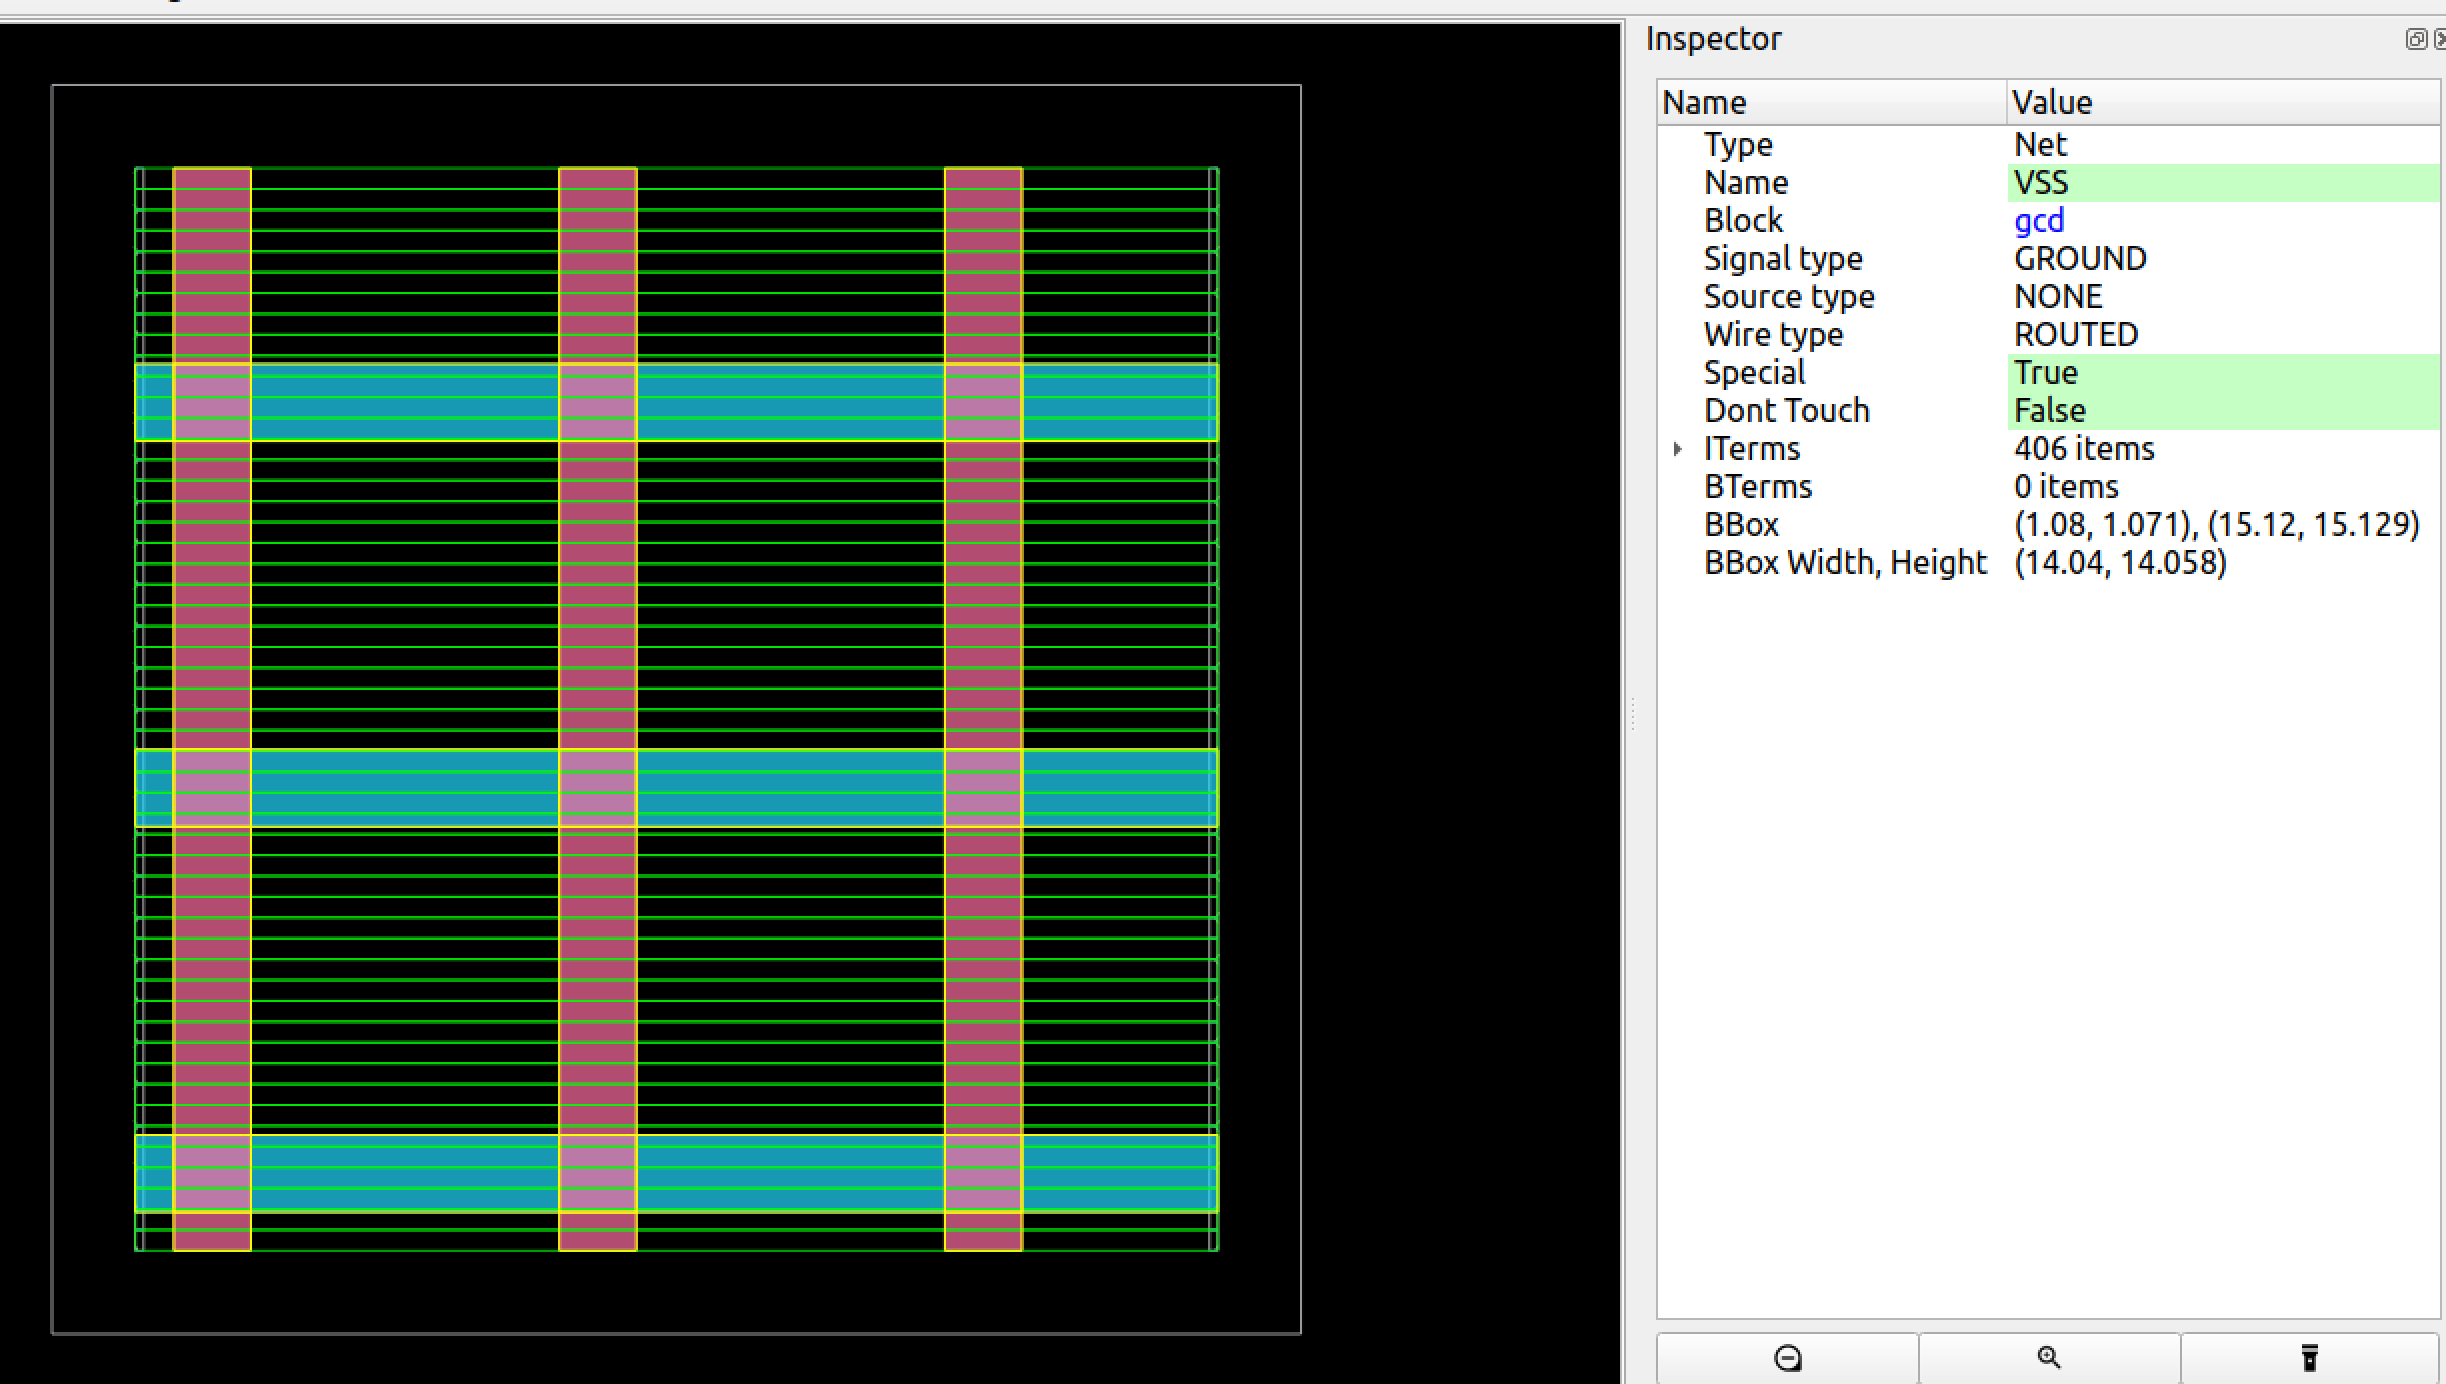 Inspector
Name Value
Type Net
Name VSS
Block gcd
Signal type GROUND
Source type NONE
Wire type ROUTED
Special True
Dont Touch False
ITerms 406 items
BTerms 0 items
BBox (1.08, 1.071), (15.12, 15.129)
BBox Width, Height (14.04, 14.058)